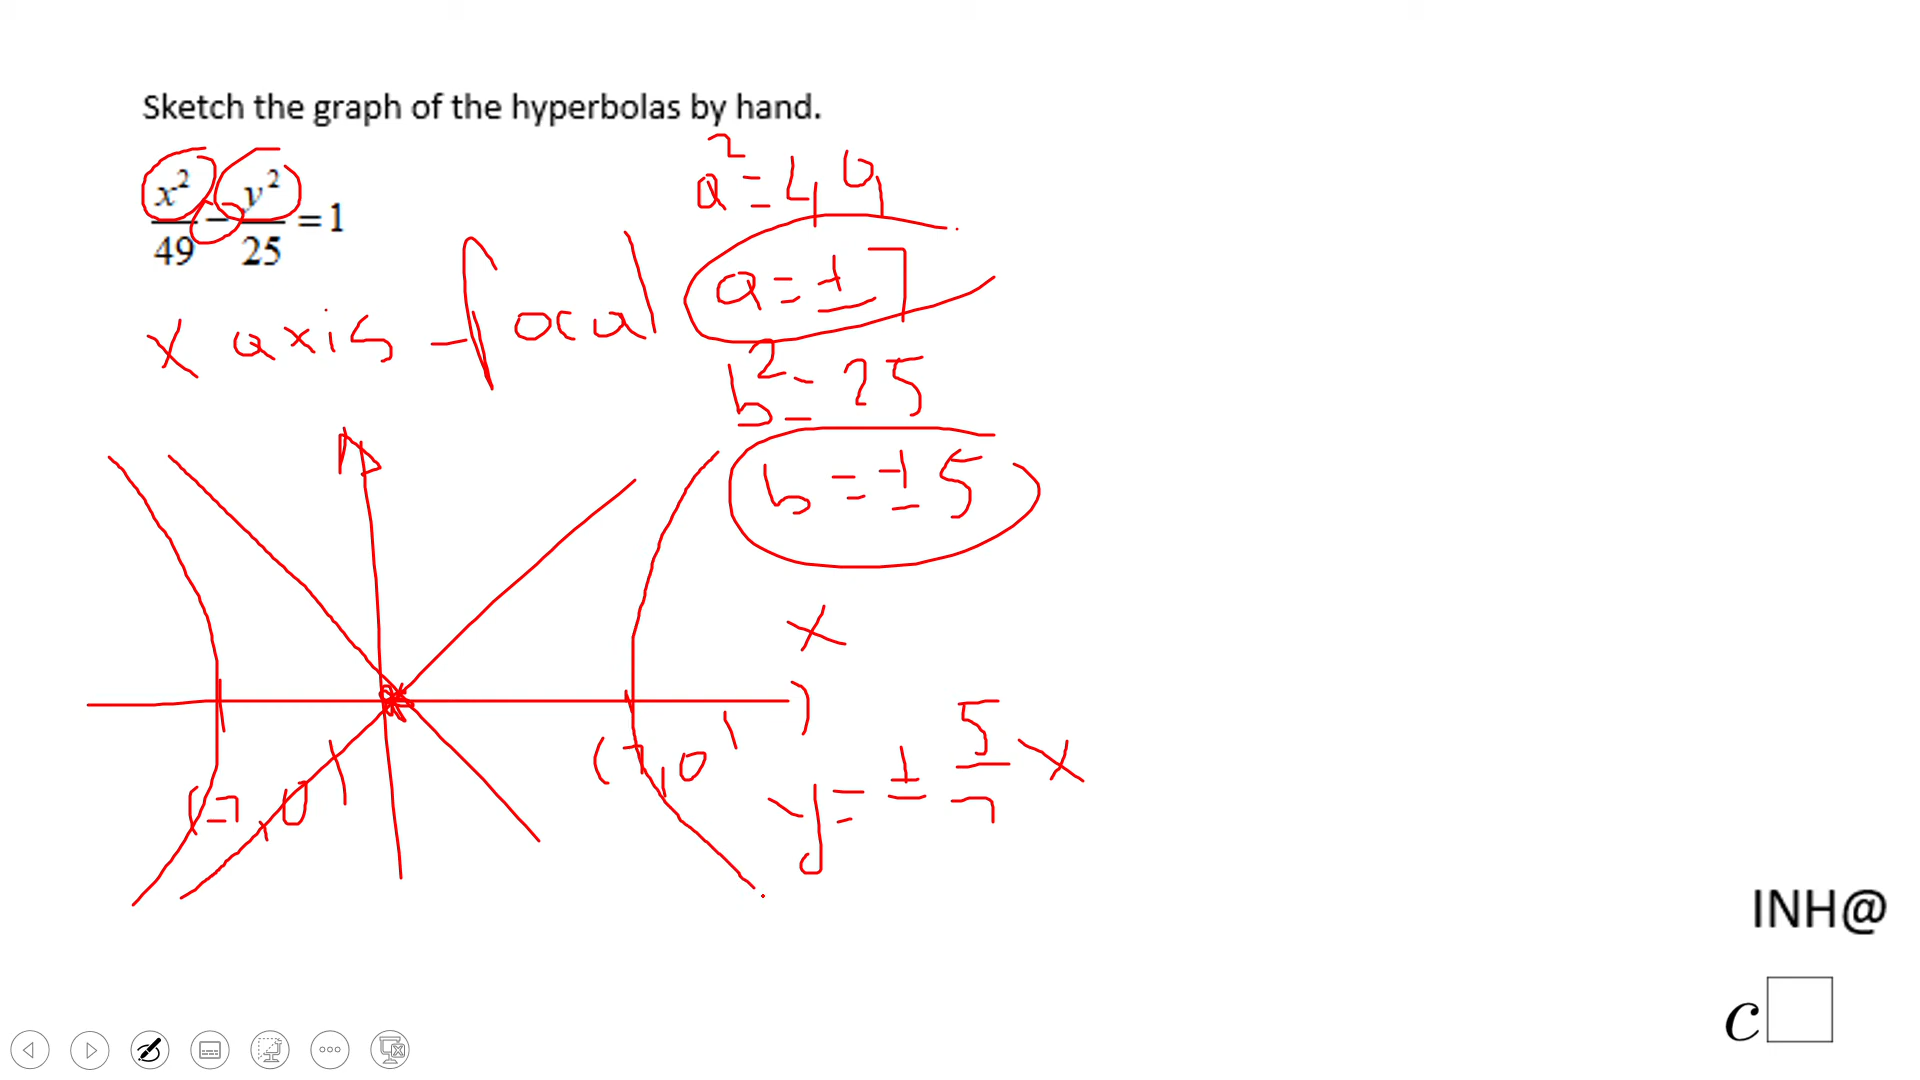 Sketch the graph of the hyperbolas by hand.
x²/49 − y²/25 = 1
a² = 49
a = ±7
x axis focal
b² = 25
b = ±5
x
(7,0)
(-7,0)
y = ± 5/7 x
INH@
c